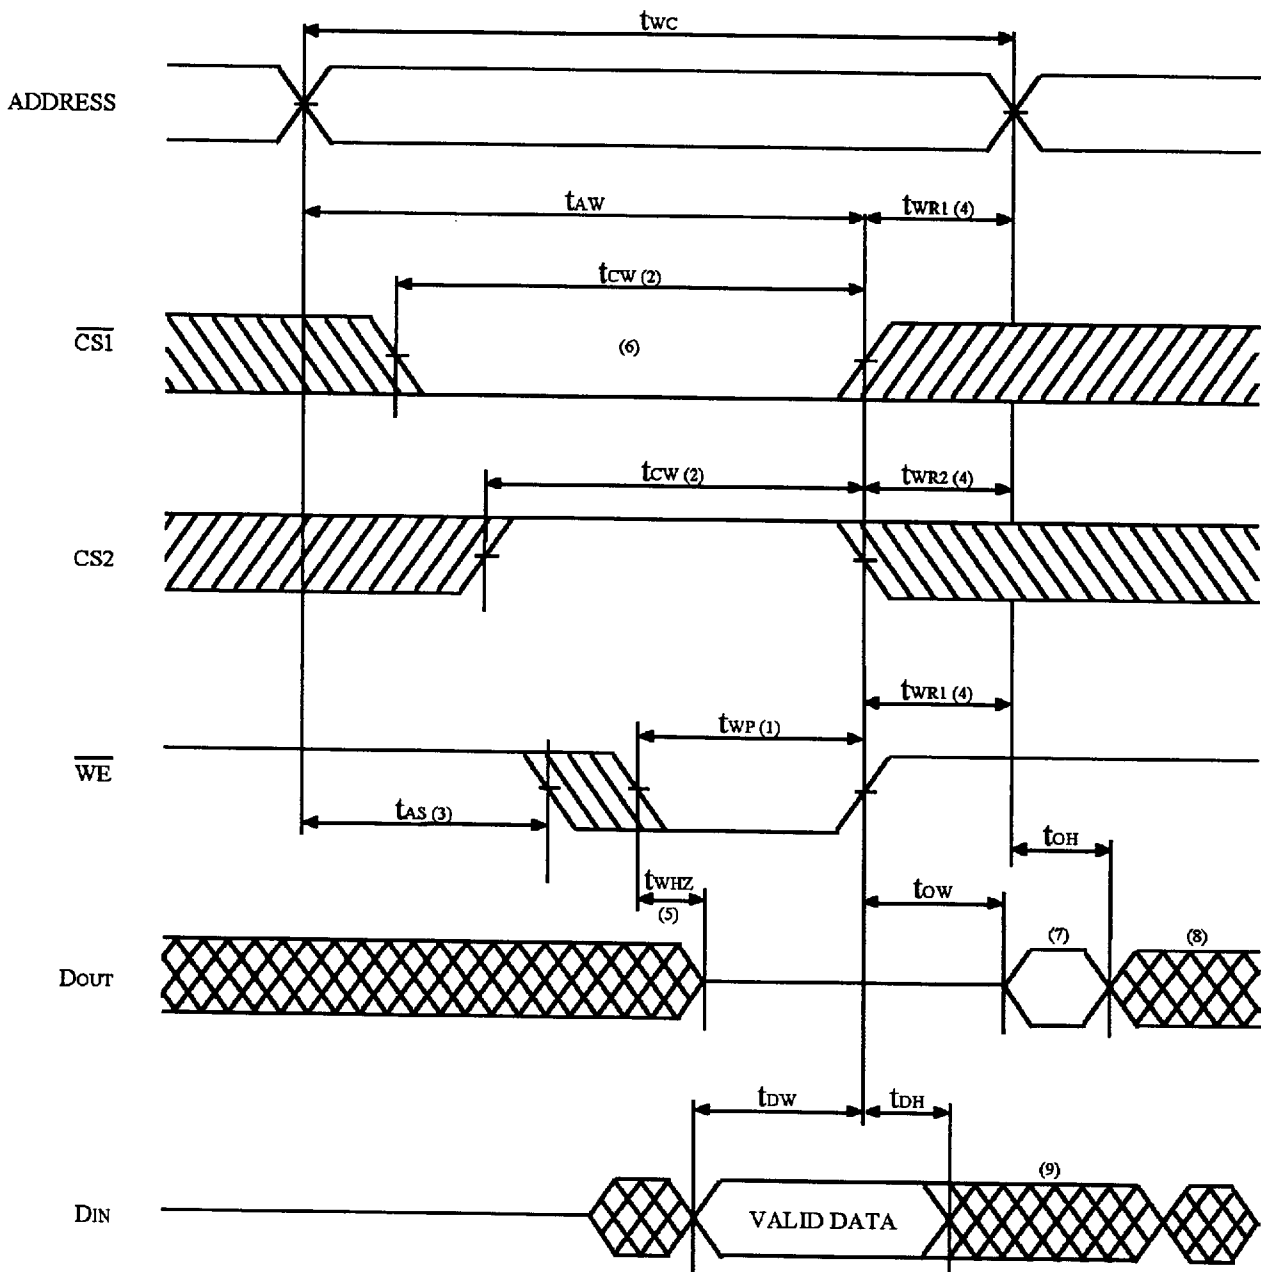 tWC
ADDRESS
tAW
tWR1 (4)
tCW (2)
CS1
(6)
tCW (2)
tWR2 (4)
CS2
tWR1 (4)
tWP (1)
WE
tAS (3)
tOH
tWHZ
(5)
tOW
(7)
(8)
DOUT
tDW
tDH
(9)
DIN
VALID DATA